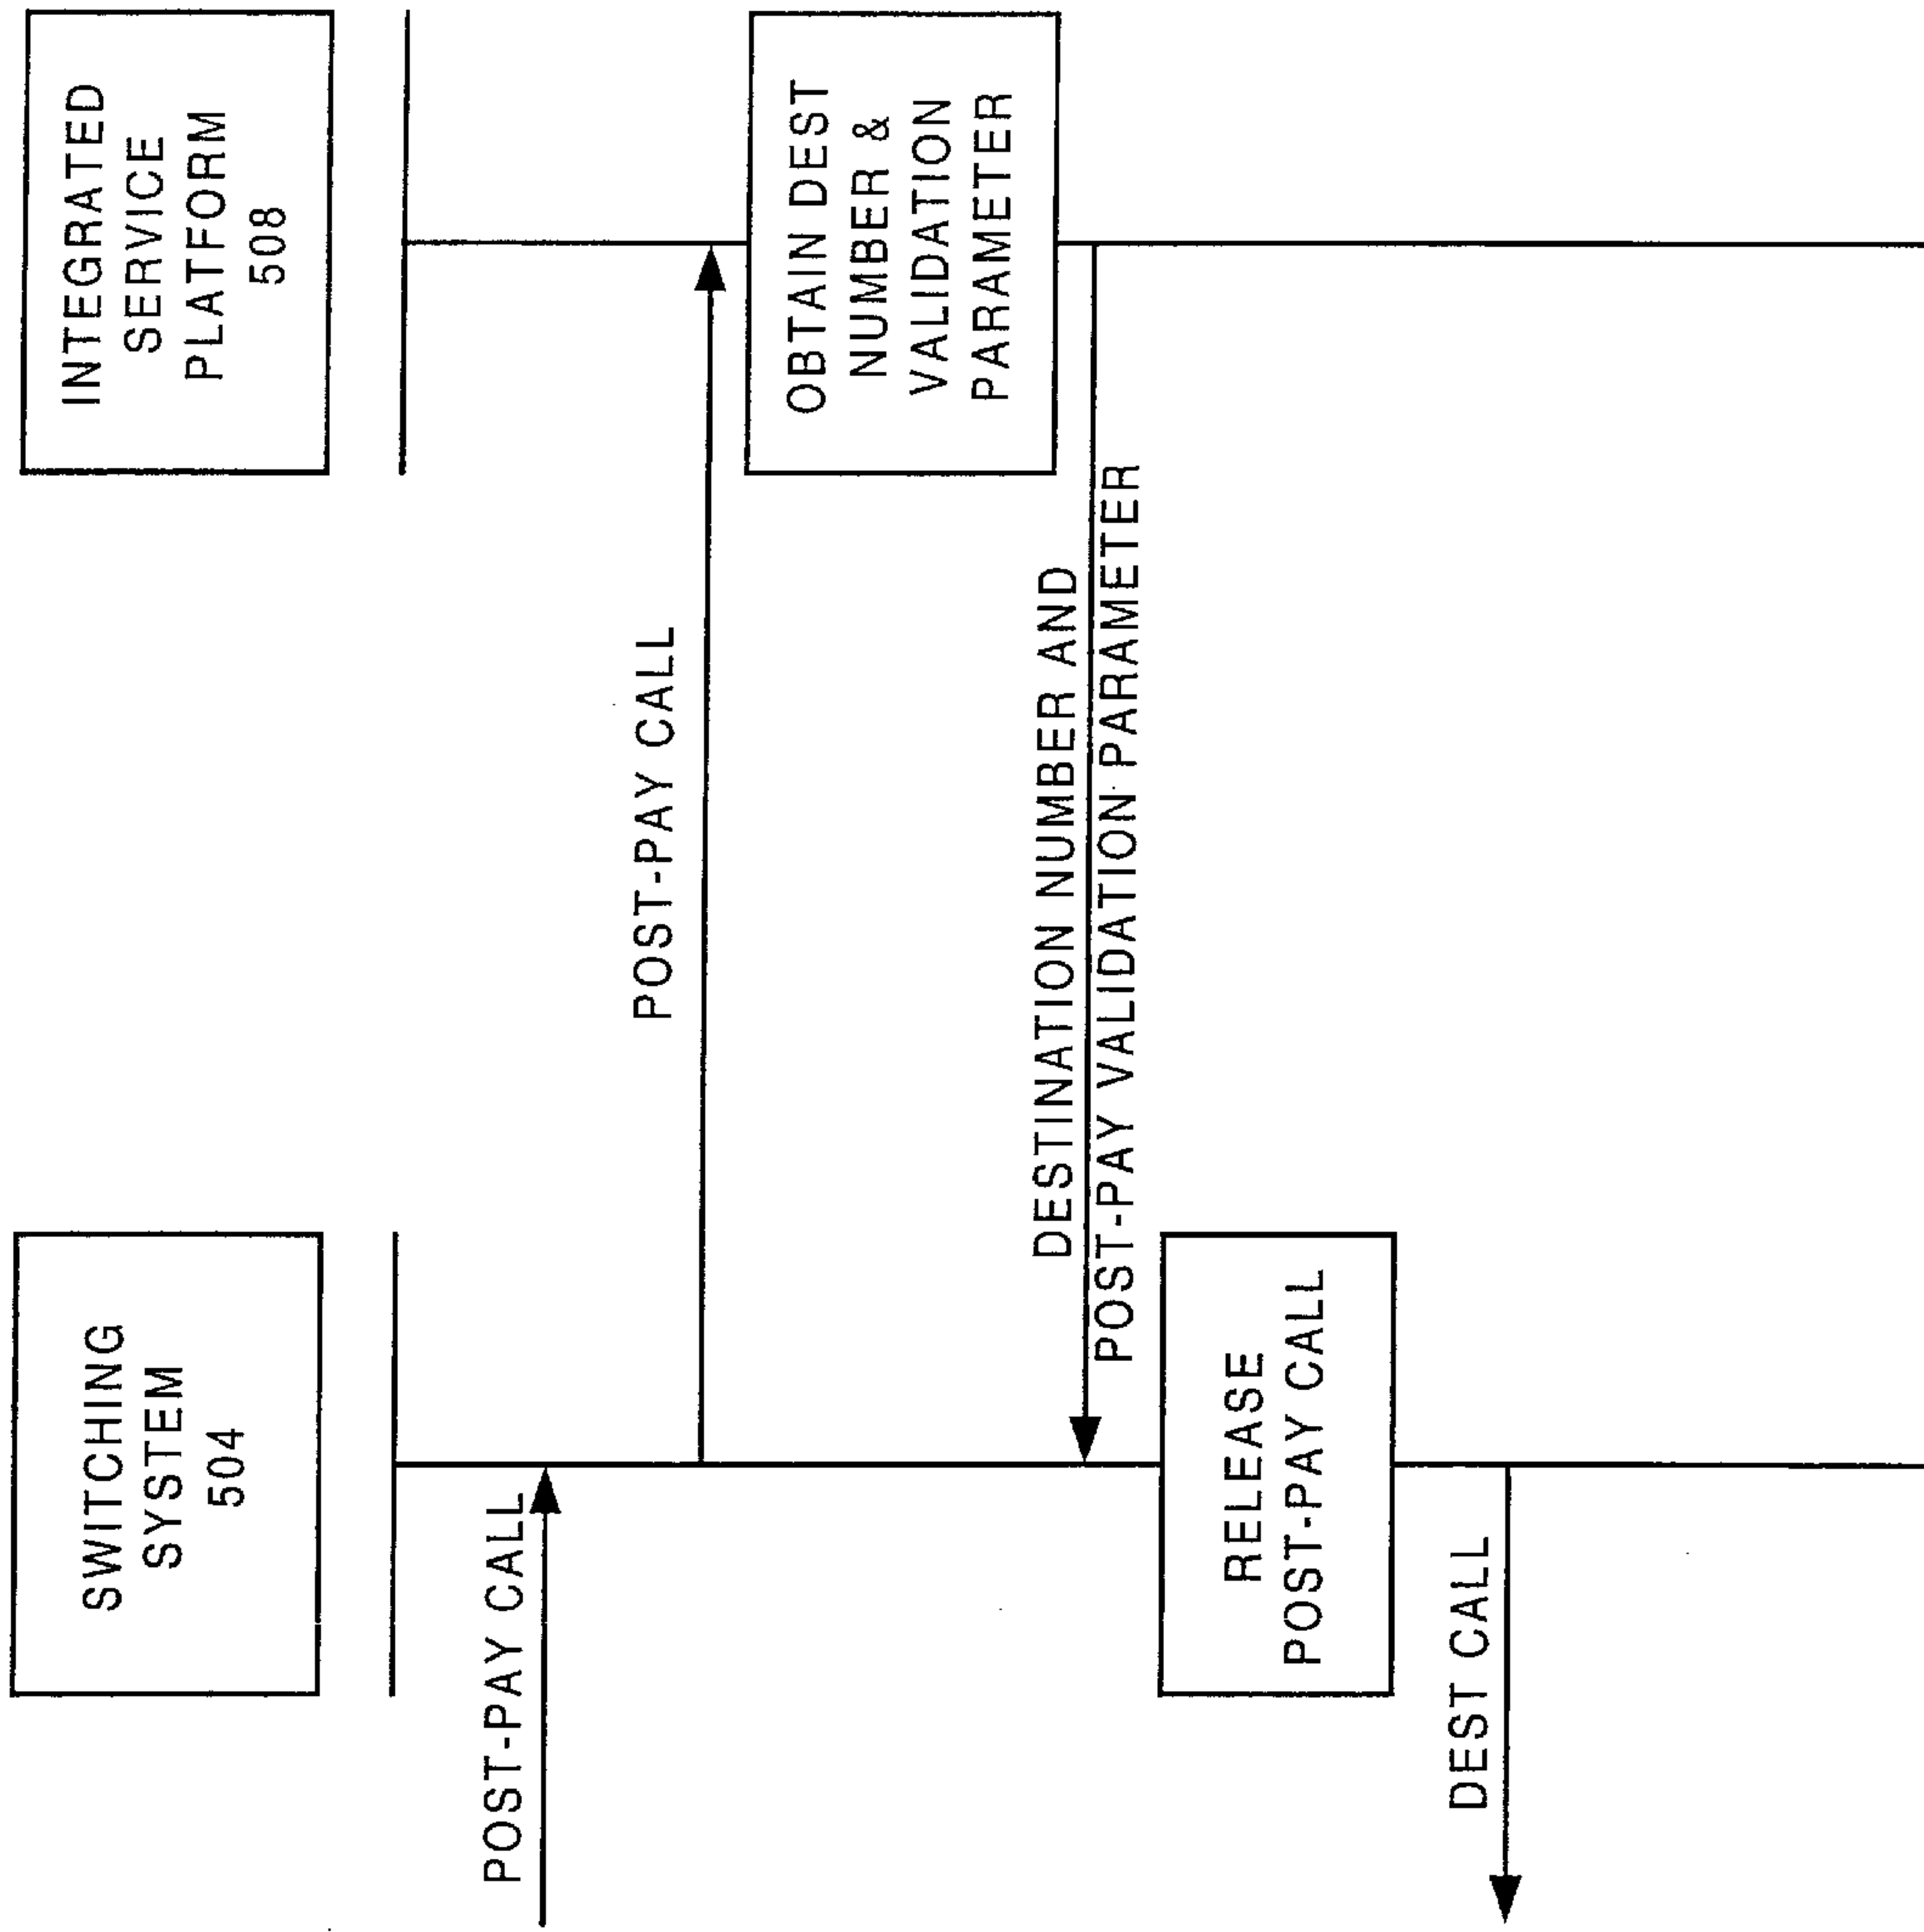 SWITCHING
SYSTEM
504
INTEGRATED
SERVICE
PLATFORM
508
POST-PAY CALL
POST-PAY CALL
OBTAIN DEST
NUMBER &
VALIDATION
PARAMETER
DESTINATION NUMBER AND
POST-PAY VALIDATION PARAMETER
RELEASE
POST-PAY CALL
DEST CALL